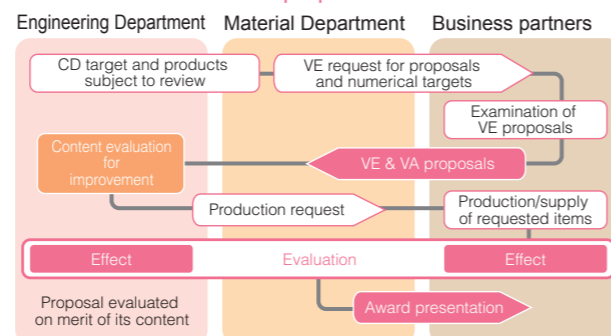 Engineering Department
Material Department
Business partners
CD target and products
subject to review
VE request for proposals
and numerical targets
Examination of
VE proposals
Content evaluation
for
improvement
VE & VA proposals
Production request
Production/supply
of requested items
Effect
Evaluation
Effect
Proposal evaluated
on merit of its content
Award presentation